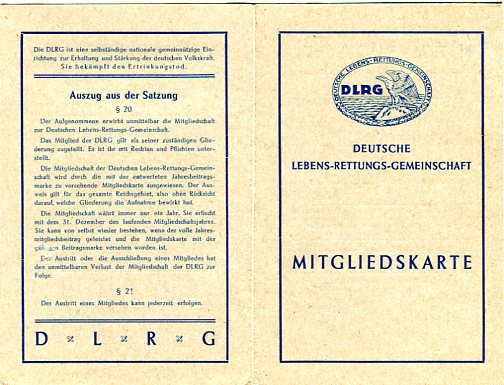 Die DLRG ist eine selbständige nationale gemeinnützige Ein-
richtung zur Erhaltung und Stärkung der deutschen Volkskraft.
Sie bekämpft den Ertrinkungstod.
Auszug aus der Satzung
§ 20
Der Aufgenommene erwirbt unmittelbar die Mitgliedschaft
zur Deutschen Lebens-Rettungs-Gemeinschaft.
Das Mitglied der DLRG gilt als seiner zuständigen Glie-
derung zugeteilt. Es ist mit Rechten und Pflichten unter-
stellt.
Die Mitgliedschaft der Deutschen Lebens-Rettungs-Gemein-
schaft wird durch die mit der entwerteten Jahresbeitrags-
marke zu versehende Mitgliedskarte ausgewiesen. Der Aus-
weis gilt für das gesamte Reichsgebiet, also ohne Rücksicht
darauf, welche Gliederung die Aufnahme bewirkt hat.
Die Mitgliedschaft währt immer nur ein Jahr. Sie erlischt
mit dem 31. Dezember des laufenden Mitgliedschaftsjahres.
Sie kann von selbst wieder bestehen, wenn der volle Jahres-
mitgliedsbeitrag geleistet und die Mitgliedskarte mit der
gültigen Beitragsmarke versehen worden ist.
Der Austritt oder die Ausschließung eines Mitgliedes hat
den unmittelbaren Verlust der Mitgliedschaft der DLRG zur
Folge.
§ 21
Der Austritt eines Mitgliedes kann jederzeit erfolgen.
D × L × R × G
DEUTSCHE-LEBENS-RETTUNGS-GEMEINSCHAFT
DLRG
DEUTSCHE
LEBENS-RETTUNGS-GEMEINSCHAFT
MITGLIEDSKARTE